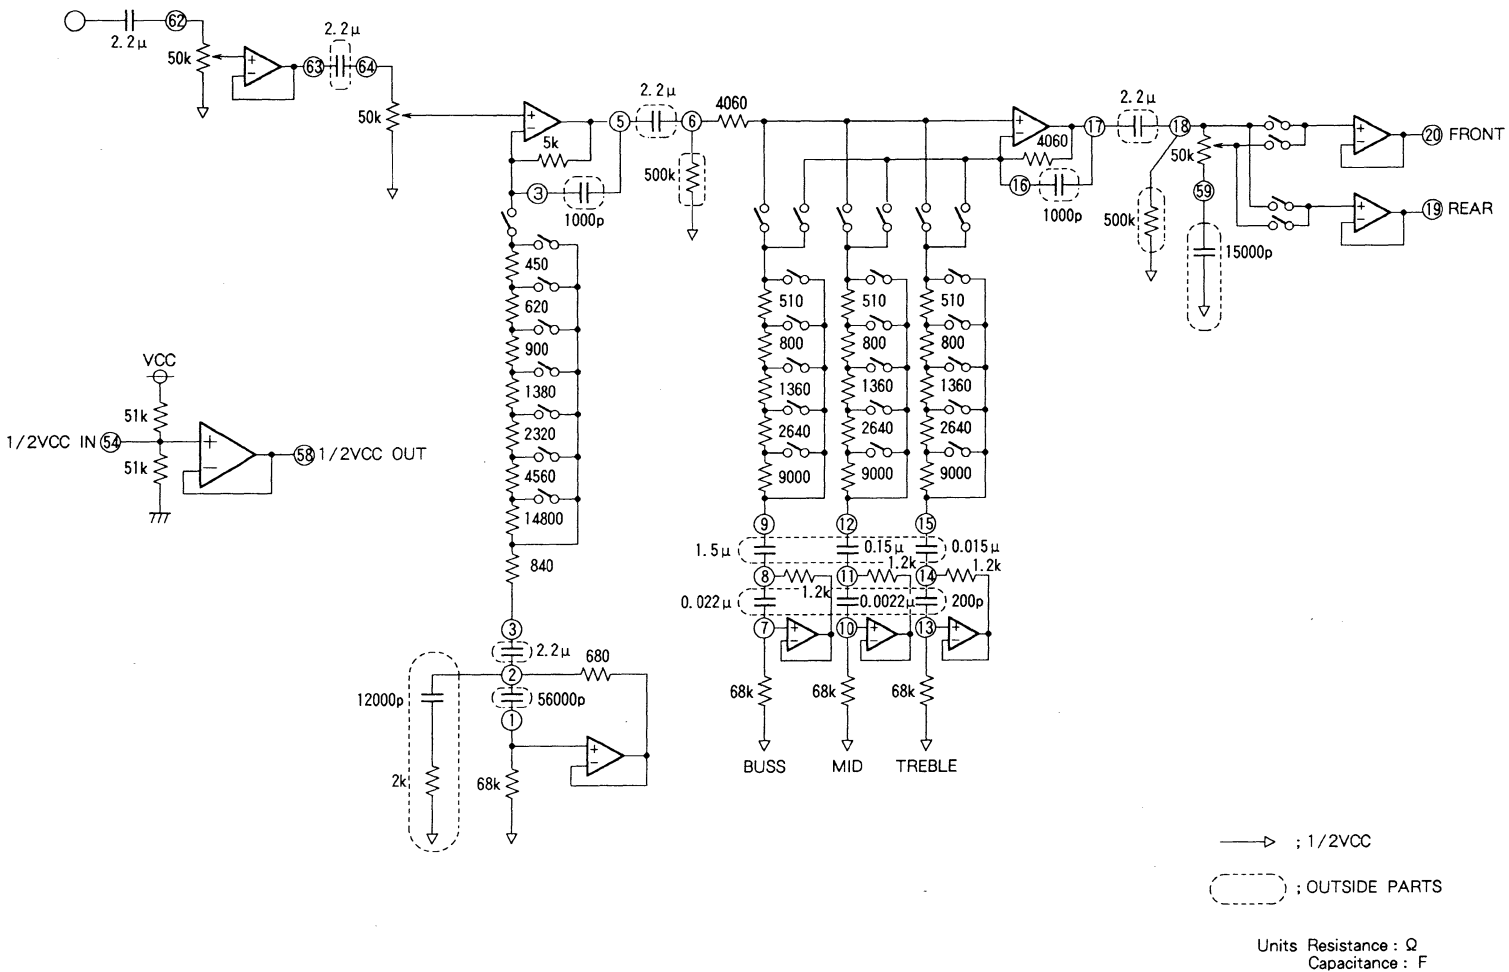 62
2.2μ
50k
2.2μ
63
64
50k
5k
5
2.2μ
6
4060
500k
3
1000p
4060
17
2.2μ
18
16
1000p
50k
59
500k
15000p
20 FRONT
19 REAR
450
620
900
1380
2320
4560
14800
840
VCC
51k
1/2VCC IN 54
51k
58 1/2VCC OUT
510
800
1360
2640
9000
510
800
1360
2640
9000
510
800
1360
2640
9000
9
12
15
1.5μ
0.15μ
0.015μ
8
1.2k
11
1.2k
14
1.2k
0.022μ
0.0022μ
200p
7
10
13
68k
68k
68k
BUSS
MID
TREBLE
3
2.2μ
2
680
12000p
56000p
1
2k
68k
; 1/2VCC
; OUTSIDE PARTS
Units Resistance : Ω
Capacitance : F